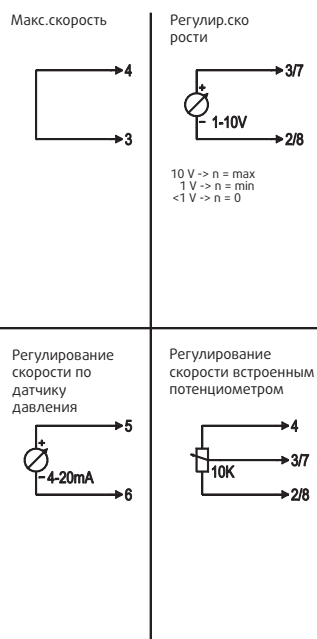 Макс.скорость
4
3
Регулир.ско
рости
3/7
+
− 1-10V
2/8
10 V -> n = max
1 V -> n = min
<1 V -> n = 0
Регулирование
скорости по
датчику
давления
5
+
−4-20mA
6
Регулирование
скорости встроенным
потенциометром
4
3/7
10K
2/8